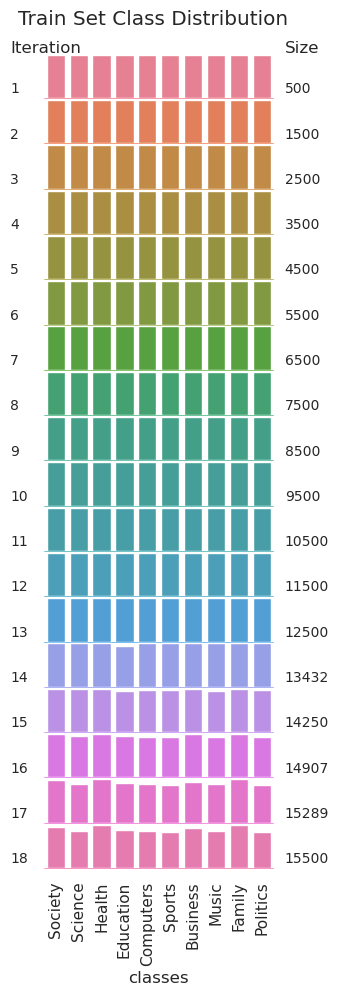 Train Set Class Distribution
Iteration Size
1 500
2 1500
3 2500
4 3500
5 4500
6 5500
7 6500
8 7500
9 8500
10 9500
11 10500
12 11500
13 12500
14 13432
15 14250
16 14907
17 15289
18 15500
Society
Science
Health
Education
Computers
Sports
Business
Music
Family
Politics
classes